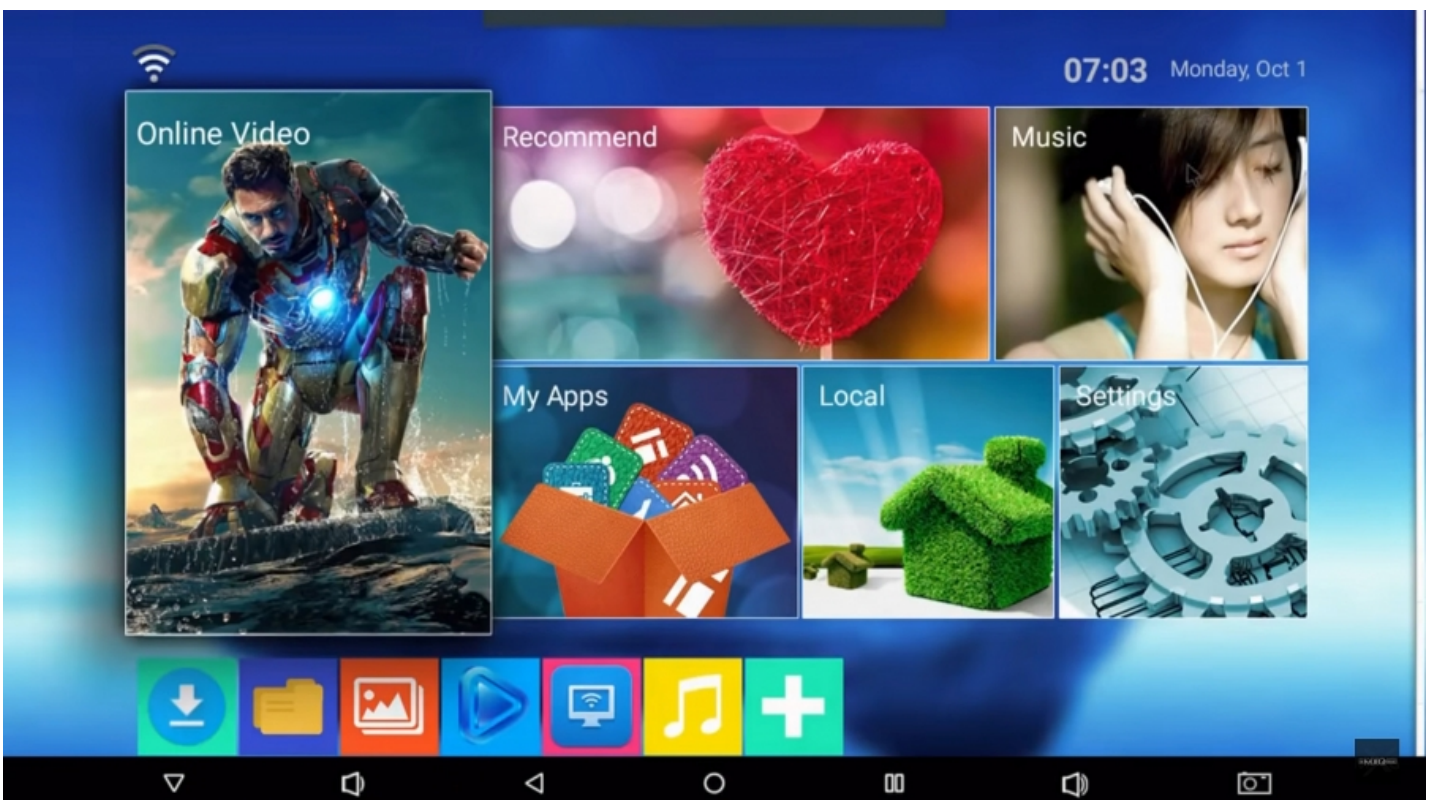 07:03 Monday, Oct 1
Online Video
Recommend
Music
My Apps
Local
Settings